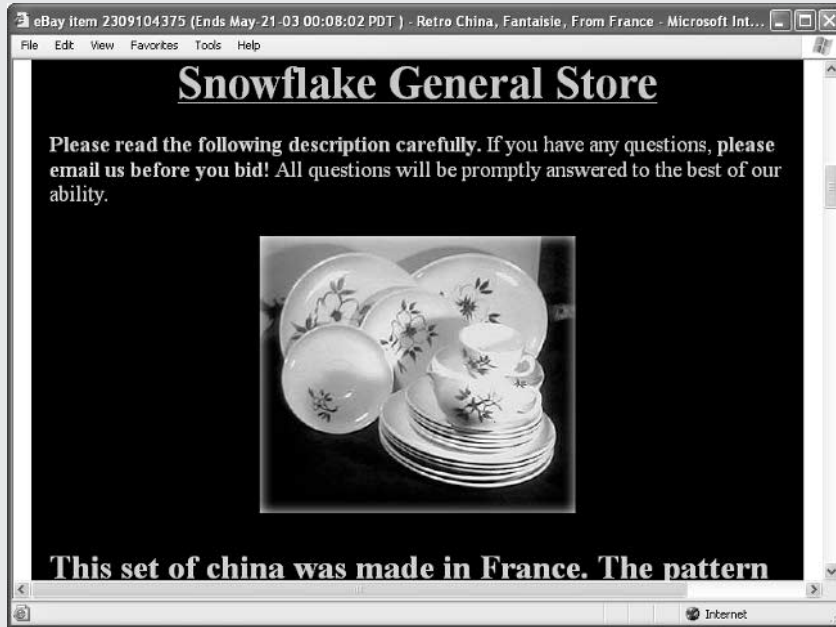 eBay item 2309104375 (Ends May-21-03 00:08:02 PDT ) - Retro China, Fantaisie, From France - Microsoft Int...
File Edit View Favorites Tools Help
Snowflake General Store
Please read the following description carefully. If you have any questions, please
email us before you bid! All questions will be promptly answered to the best of our
ability.
This set of china was made in France. The pattern
Internet